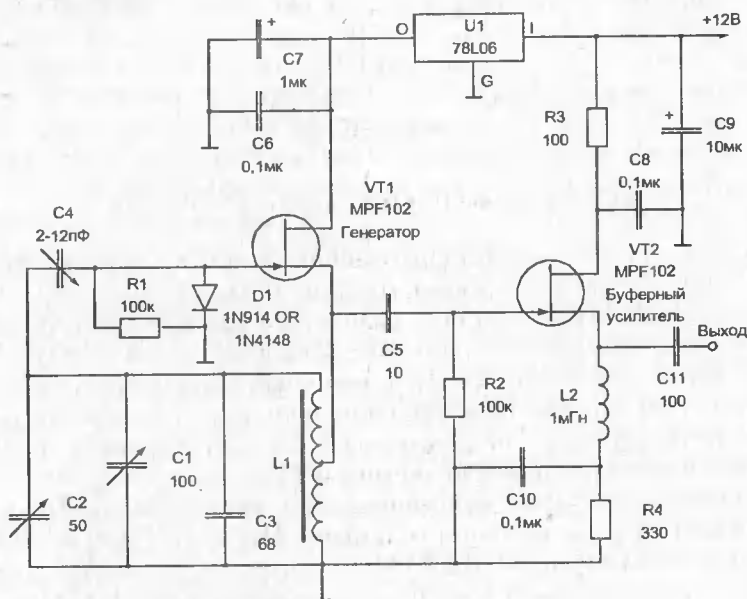 O
U1
78L06
I
G
+12В
+
C7
1мк
C6
0,1мк
R3
100
+
C9
10мк
C8
0,1мк
VT1
MPF102
Генератор
C4
2-12пФ
R1
100к
D1
1N914 OR
1N4148
VT2
MPF102
Буферный
усилитель
Выход
C5
10
R2
100к
L2
1мГн
C11
100
C1
100
C2
50
C3
68
L1
C10
0,1мк
R4
330